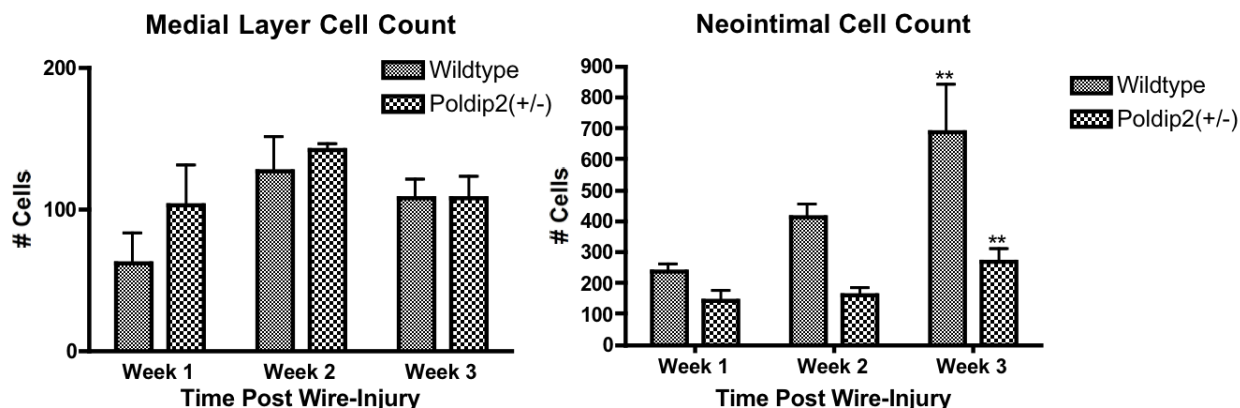 Medial Layer Cell Count
200
100
0
# Cells
Wildtype
Poldip2(+/-)
Week 1
Week 2
Week 3
Time Post Wire-Injury
Neointimal Cell Count
900
800
700
600
500
400
300
200
100
0
# Cells
**
**
Wildtype
Poldip2(+/-)
Week 1
Week 2
Week 3
Time Post Wire-Injury